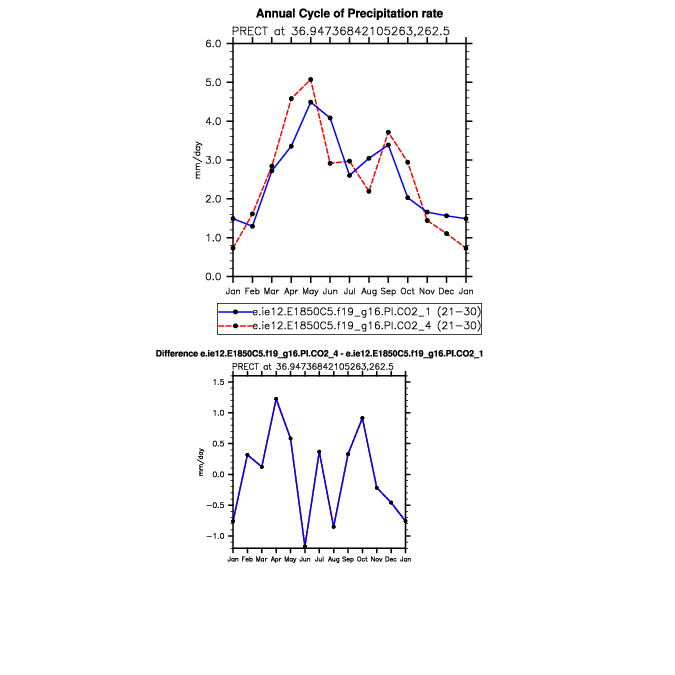 Annual Cycle of Precipitation rate
PRECT at 36.94736842105263,262.5
6.0
5.0
4.0
3.0
2.0
1.0
0.0
mm/day
Jan Feb Mar Apr May Jun Jul Aug Sep Oct Nov Dec Jan
e.ie12.E1850C5.f19_g16.PI.CO2_1 (21-30)
e.ie12.E1850C5.f19_g16.PI.CO2_4 (21-30)
Difference e.ie12.E1850C5.f19_g16.PI.CO2_4 - e.ie12.E1850C5.f19_g16.PI.CO2_1
PRECT at 36.94736842105263,262.5
1.5
1.0
0.5
0.0
-0.5
-1.0
mm/day
Jan Feb Mar Apr May Jun Jul Aug Sep Oct Nov Dec Jan